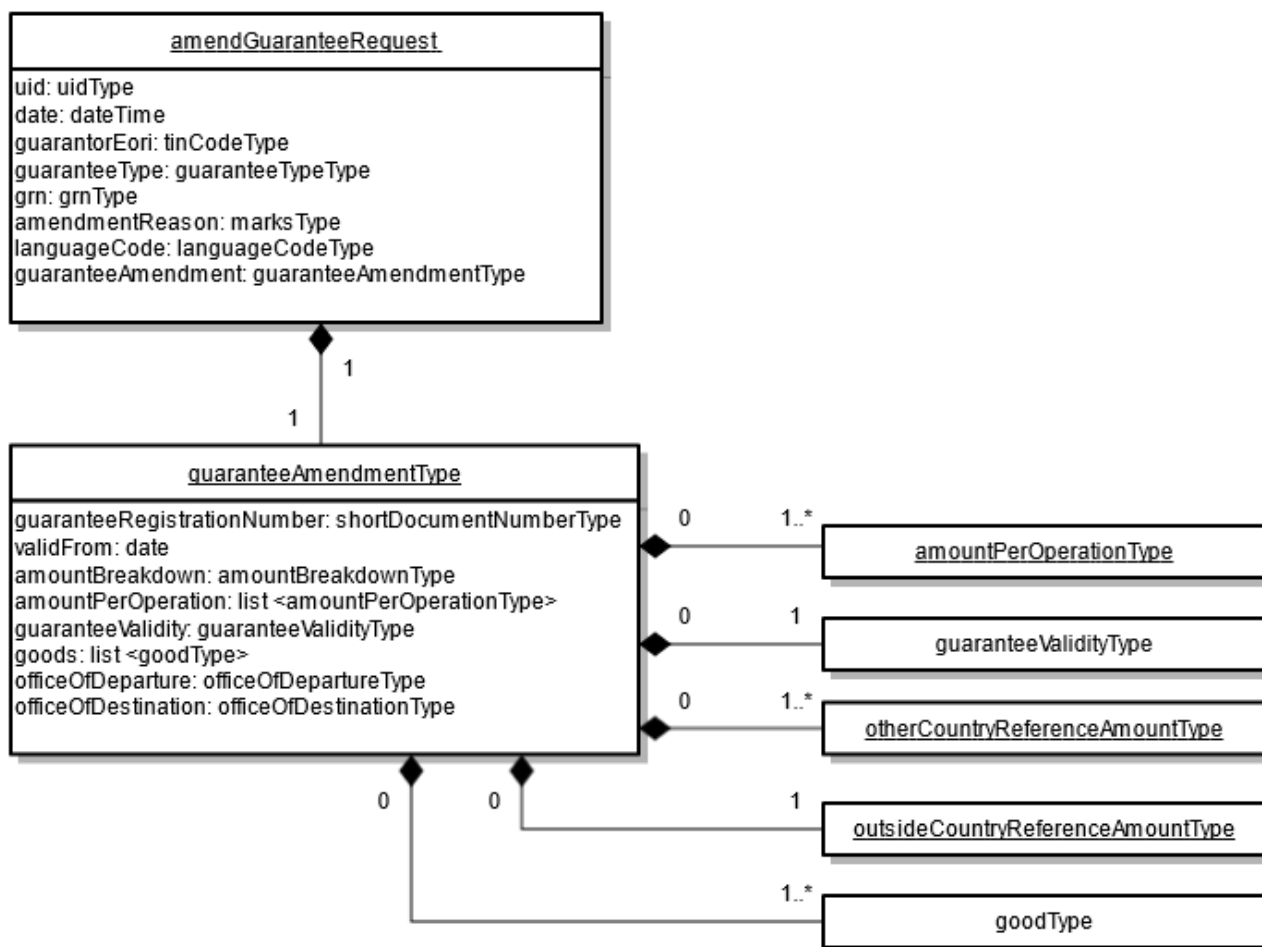 amendGuaranteeRequest
uid: uidType
date: dateTime
guarantorEori: tinCodeType
guaranteeType: guaranteeTypeType
grn: grnType
amendmentReason: marksType
languageCode: languageCodeType
guaranteeAmendment: guaranteeAmendmentType
1
1
guaranteeAmendmentType
guaranteeRegistrationNumber: shortDocumentNumberType
validFrom: date
amountBreakdown: amountBreakdownType
amountPerOperation: list <amountPerOperationType>
guaranteeValidity: guaranteeValidityType
goods: list <goodType>
officeOfDeparture: officeOfDepartureType
officeOfDestination: officeOfDestinationType
0 1..*
amountPerOperationType
0 1
guaranteeValidityType
0 1..*
otherCountryReferenceAmountType
0 0 1
outsideCountryReferenceAmountType
1..*
goodType